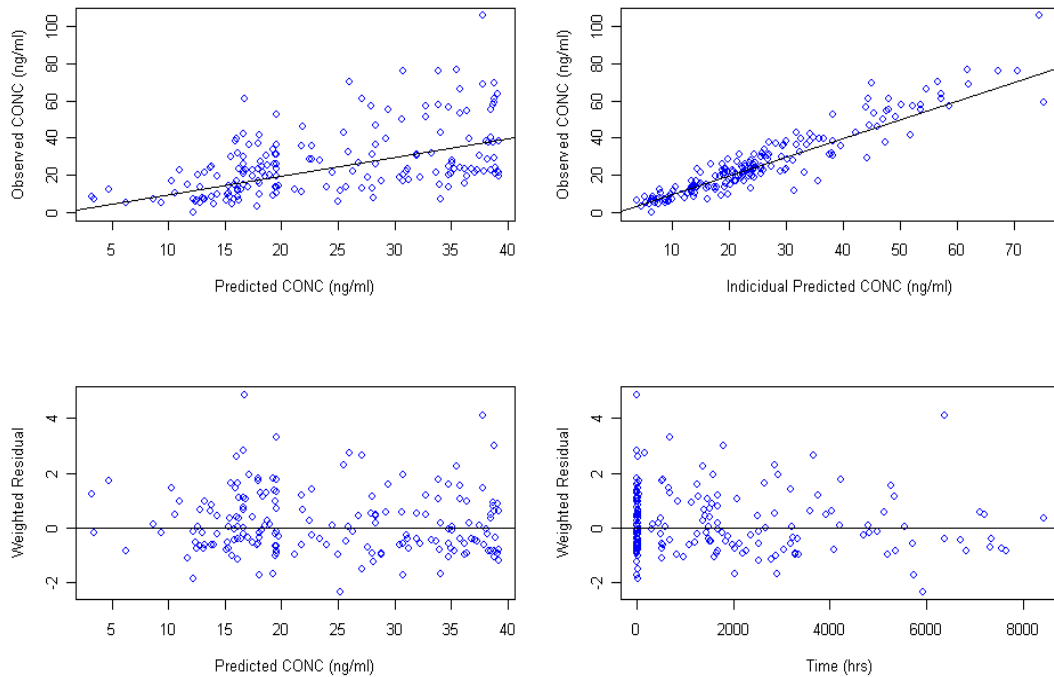 Observed CONC (ng/ml)
0 20 40 60 80 100
5 10 15 20 25 30 35 40
Predicted CONC (ng/ml)
Observed CONC (ng/ml)
0 20 40 60 80 100
10 20 30 40 50 60 70
Individual Predicted CONC (ng/ml)
Weighted Residual
-2 0 2 4
5 10 15 20 25 30 35 40
Predicted CONC (ng/ml)
Weighted Residual
-2 0 2 4
0 2000 4000 6000 8000
Time (hrs)